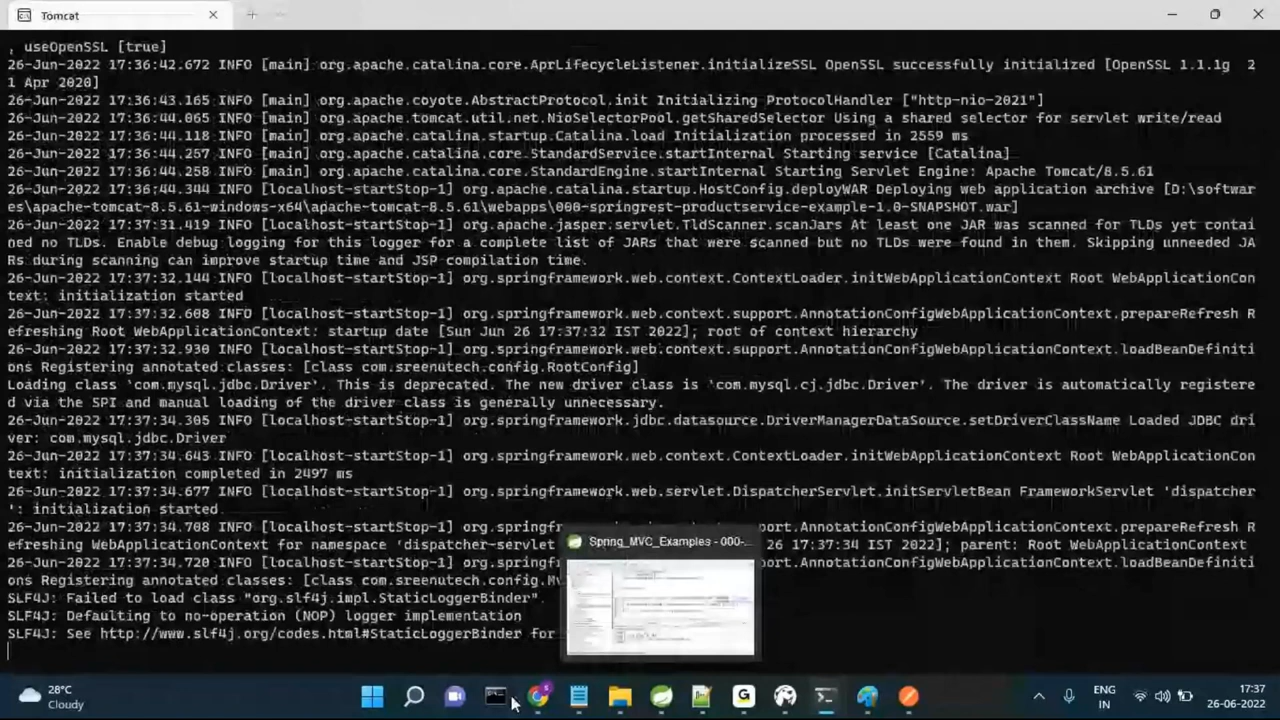 Tomcat
, useOpenSSL [true]
26-Jun-2022 17:36:42.672 INFO [main] org.apache.catalina.core.AprLifecycleListener.initializeSSL OpenSSL successfully initialized [OpenSSL 1.1.1g  2
1 Apr 2020]
26-Jun-2022 17:36:43.165 INFO [main] org.apache.coyote.AbstractProtocol.init Initializing ProtocolHandler ["http-nio-2021"]
26-Jun-2022 17:36:44.065 INFO [main] org.apache.tomcat.util.net.NioSelectorPool.getSharedSelector Using a shared selector for servlet write/read
26-Jun-2022 17:36:44.118 INFO [main] org.apache.catalina.startup.Catalina.load Initialization processed in 2559 ms
26-Jun-2022 17:36:44.257 INFO [main] org.apache.catalina.core.StandardService.startInternal Starting service [Catalina]
26-Jun-2022 17:36:44.258 INFO [main] org.apache.catalina.core.StandardEngine.startInternal Starting Servlet Engine: Apache Tomcat/8.5.61
26-Jun-2022 17:36:44.344 INFO [localhost-startStop-1] org.apache.catalina.startup.HostConfig.deployWAR Deploying web application archive [D:\softwar
es\apache-tomcat-8.5.61-windows-x64\apache-tomcat-8.5.61\webapps\000-springrest-productservice-example-1.0-SNAPSHOT.war]
26-Jun-2022 17:37:31.419 INFO [localhost-startStop-1] org.apache.jasper.servlet.TldScanner.scanJars At least one JAR was scanned for TLDs yet contai
ned no TLDs. Enable debug logging for this logger for a complete list of JARs that were scanned but no TLDs were found in them. Skipping unneeded JA
Rs during scanning can improve startup time and JSP compilation time.
26-Jun-2022 17:37:32.144 INFO [localhost-startStop-1] org.springframework.web.context.ContextLoader.initWebApplicationContext Root WebApplicationCon
text: initialization started
26-Jun-2022 17:37:32.608 INFO [localhost-startStop-1] org.springframework.web.context.support.AnnotationConfigWebApplicationContext.prepareRefresh R
efreshing Root WebApplicationContext: startup date [Sun Jun 26 17:37:32 IST 2022]; root of context hierarchy
26-Jun-2022 17:37:32.930 INFO [localhost-startStop-1] org.springframework.web.context.support.AnnotationConfigWebApplicationContext.loadBeanDefiniti
ons Registering annotated classes: [class com.sreenutech.config.RootConfig]
Loading class 'com.mysql.jdbc.Driver'. This is deprecated. The new driver class is 'com.mysql.cj.jdbc.Driver'. The driver is automatically registere
d via the SPI and manual loading of the driver class is generally unnecessary.
26-Jun-2022 17:37:34.305 INFO [localhost-startStop-1] org.springframework.jdbc.datasource.DriverManagerDataSource.setDriverClassName Loaded JDBC dri
ver: com.mysql.jdbc.Driver
26-Jun-2022 17:37:34.643 INFO [localhost-startStop-1] org.springframework.web.context.ContextLoader.initWebApplicationContext Root WebApplicationCon
text: initialization completed in 2497 ms
26-Jun-2022 17:37:34.677 INFO [localhost-startStop-1] org.springframework.web.servlet.DispatcherServlet.initServletBean FrameworkServlet 'dispatcher
': initialization started
26-Jun-2022 17:37:34.708 INFO [localhost-startStop-1] org.springf port.AnnotationConfigWebApplicationContext.prepareRefresh R
efreshing WebApplicationContext for namespace 'dispatcher-servlet 26 17:37:34 IST 2022]; parent: Root WebApplicationContext
26-Jun-2022 17:37:34.720 INFO [localhost-startStop-1] org.springf port.AnnotationConfigWebApplicationContext.loadBeanDefiniti
ons Registering annotated classes: [class com.sreenutech.config.Mv
SLF4J: Failed to load class "org.slf4j.impl.StaticLoggerBinder".
SLF4J: Defaulting to no-operation (NOP) logger implementation
SLF4J: See http://www.slf4j.org/codes.html#StaticLoggerBinder for
Spring_MVC_Examples - 000-...
28°C
Cloudy
ENG
IN
17:37
26-06-2022